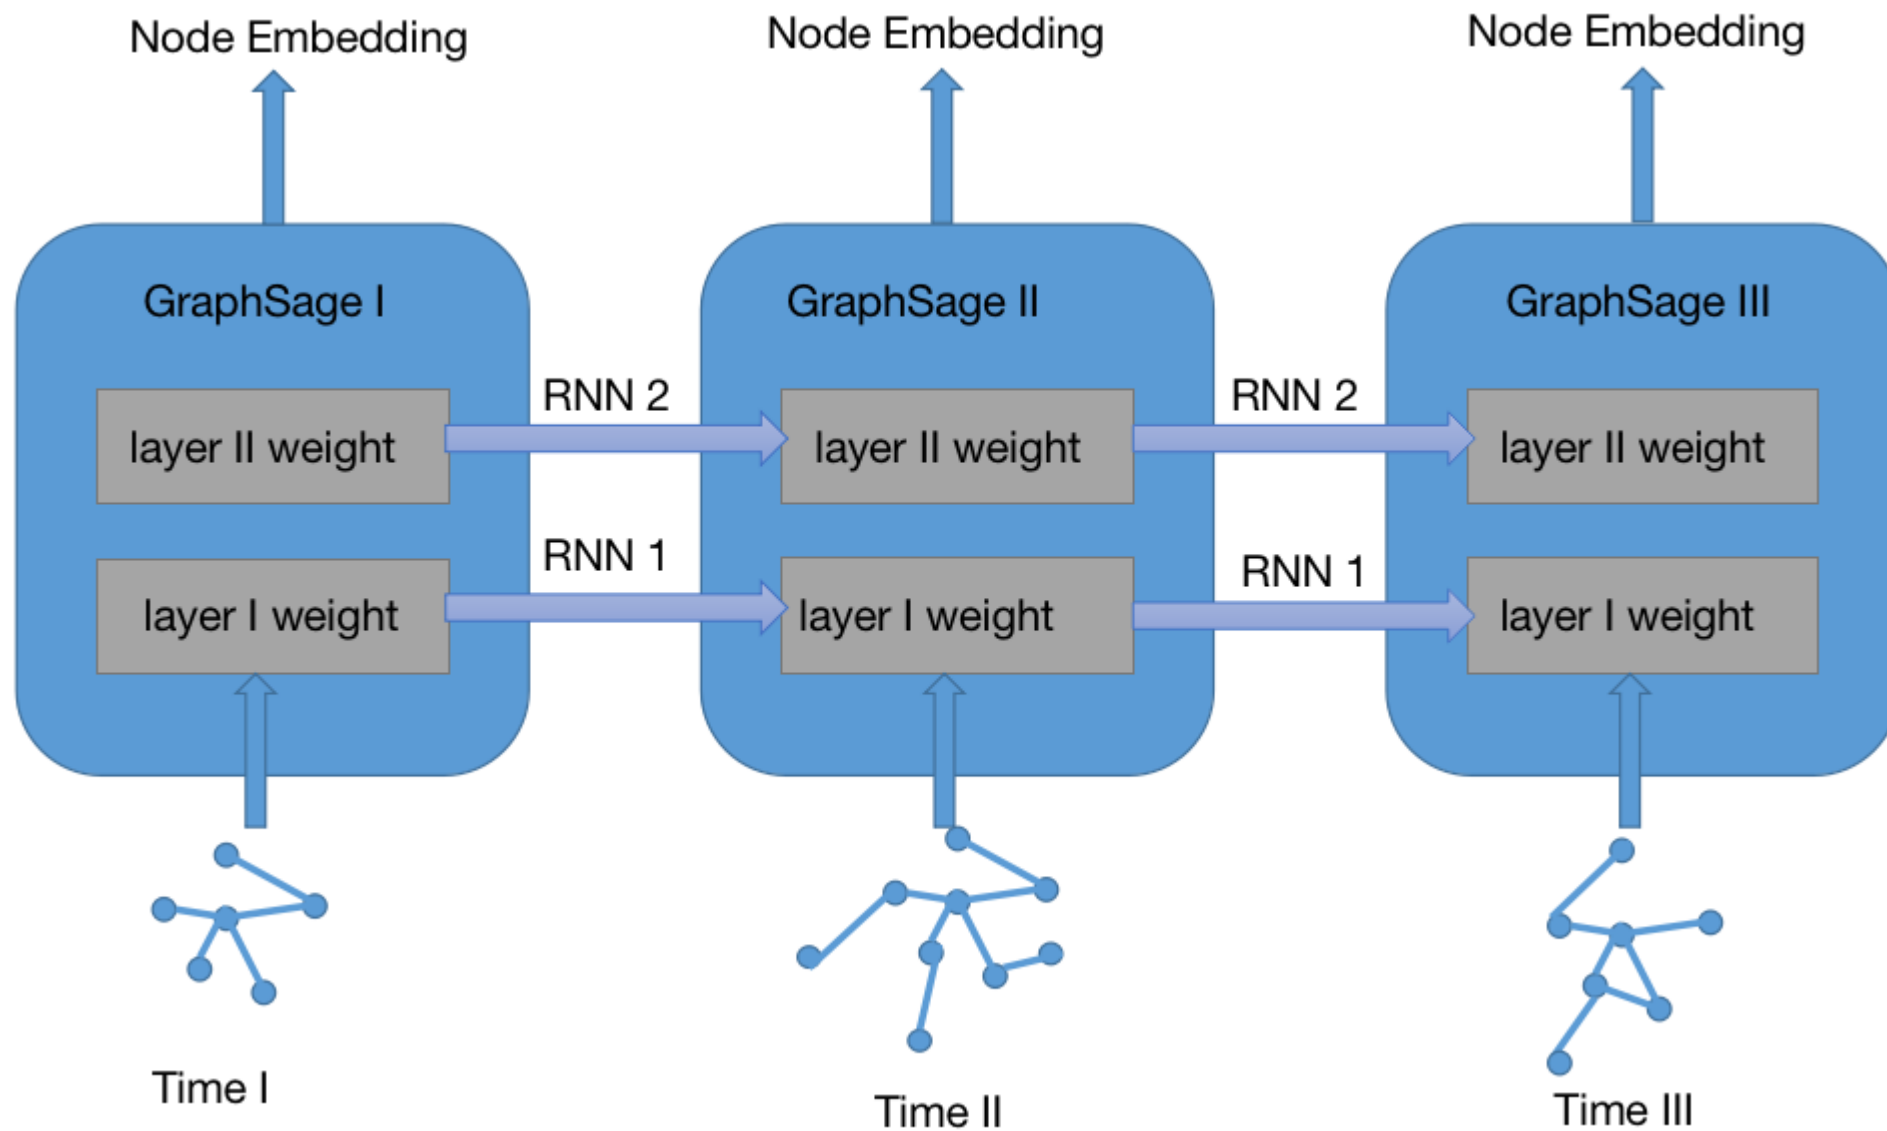 Node Embedding
Node Embedding
Node Embedding
GraphSage I
GraphSage II
GraphSage III
RNN 2
RNN 2
layer II weight
layer II weight
layer II weight
RNN 1
RNN 1
layer I weight
layer I weight
layer I weight
Time I
Time II
Time III